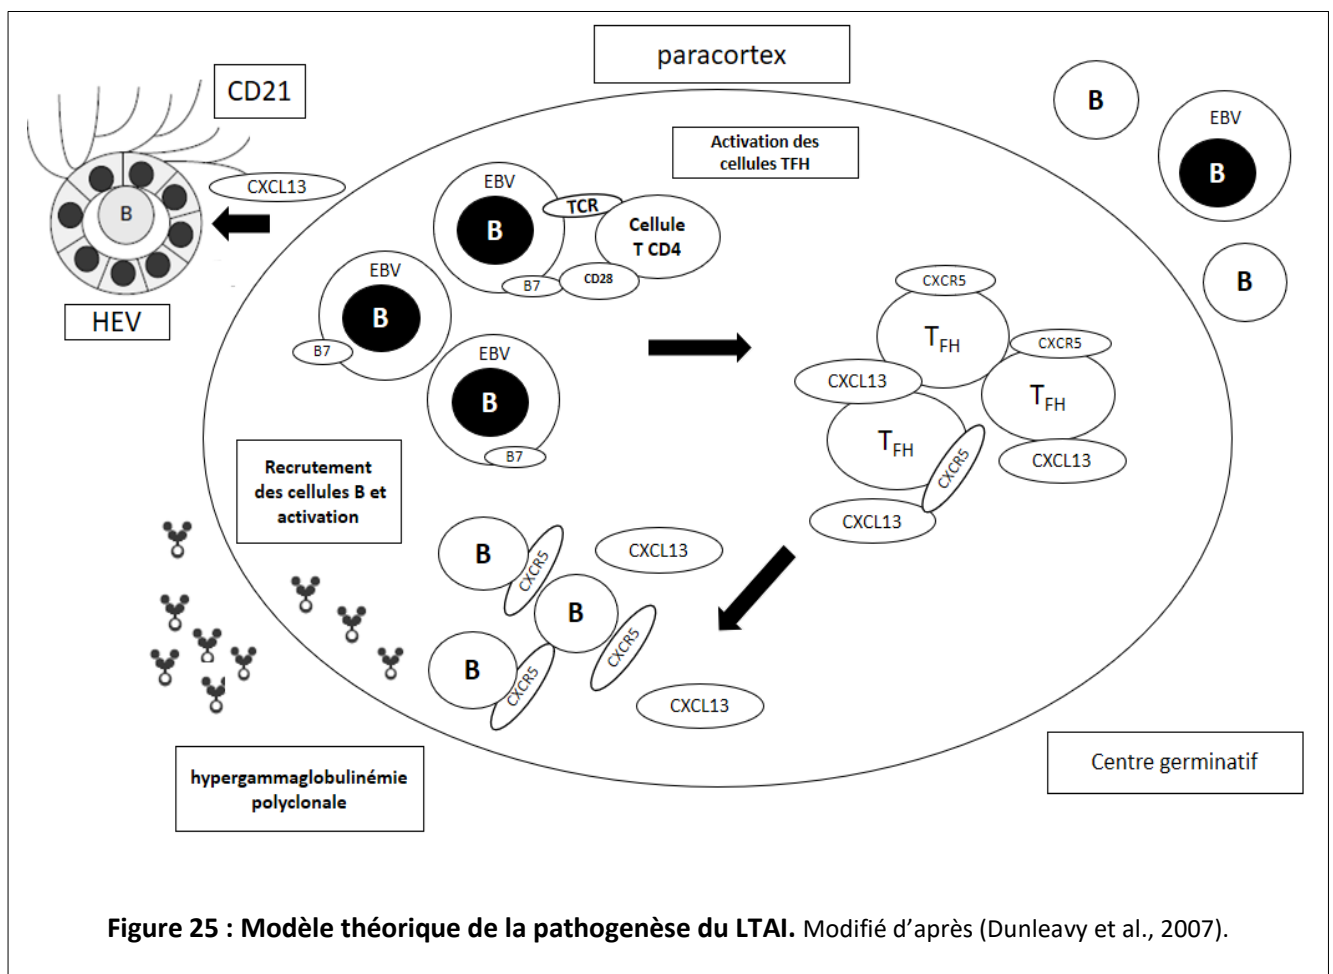 paracortex
CD21
B
EBV
B
Activation des
cellules TFH
CXCL13
B
EBV
B
TCR
Cellule
T CD4
B7
CD28
HEV
EBV
B
B7
EBV
B
B7
B
CXCR5
TFH
CXCR5
TFH
CXCL13
TFH
CXCR5
CXCL13
CXCL13
Recrutement
des cellules B et
activation
B
CXCR5
CXCL13
B
CXCR5
B
CXCR5
CXCL13
hypergammaglobulinémie
polyclonale
Centre germinatif
Figure 25 : Modèle théorique de la pathogenèse du LTAI. Modifié d’après (Dunleavy et al., 2007).